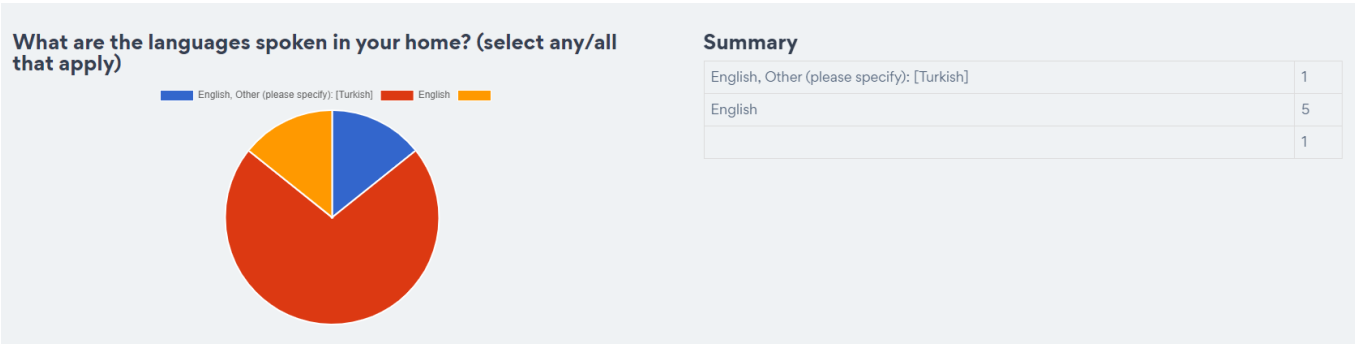 What are the languages spoken in your home? (select any/all
that apply)
English, Other (please specify): [Turkish] English
Summary
English, Other (please specify): [Turkish] 1
English 5
1